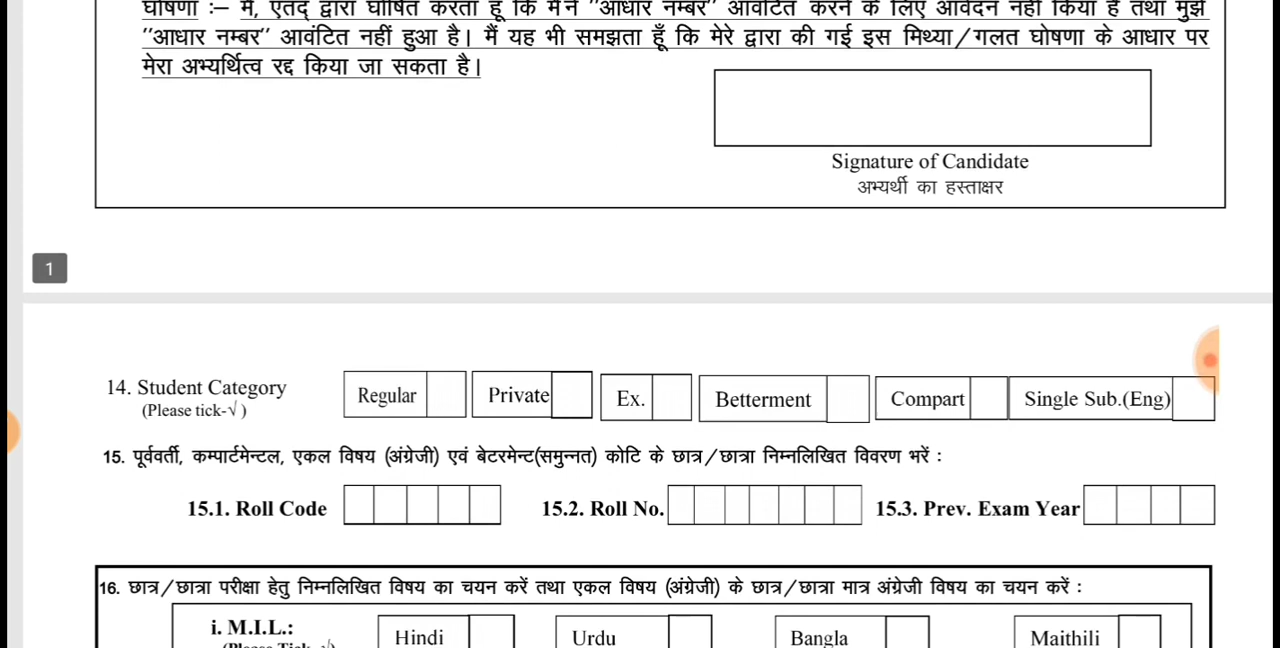 घोषणा :– मैं, एतद् द्वारा घोषित करता हूँ कि मैंने "आधार नम्बर" आवंटित करने के लिए आवेदन नहीं किया है तथा मुझे
"आधार नम्बर" आवंटित नहीं हुआ है। मैं यह भी समझता हूँ कि मेरे द्वारा की गई इस मिथ्या/गलत घोषणा के आधार पर
मेरा अभ्यर्थित्व रद्द किया जा सकता है।
Signature of Candidate
अभ्यर्थी का हस्ताक्षर
1
14. Student Category Regular Private Ex. Betterment Compart Single Sub.(Eng)
(Please tick-√ )
15. पूर्ववर्ती, कम्पार्टमेन्टल, एकल विषय (अंग्रेजी) एवं बेटरमेन्ट(समुन्नत) कोटि के छात्र/छात्रा निम्नलिखित विवरण भरें :
15.1. Roll Code 15.2. Roll No. 15.3. Prev. Exam Year
16. छात्र/छात्रा परीक्षा हेतु निम्नलिखित विषय का चयन करें तथा एकल विषय (अंग्रेजी) के छात्र/छात्रा मात्र अंग्रेजी विषय का चयन करें :
i. M.I.L.: Hindi Urdu Bangla Maithili
(Please Tick- √)